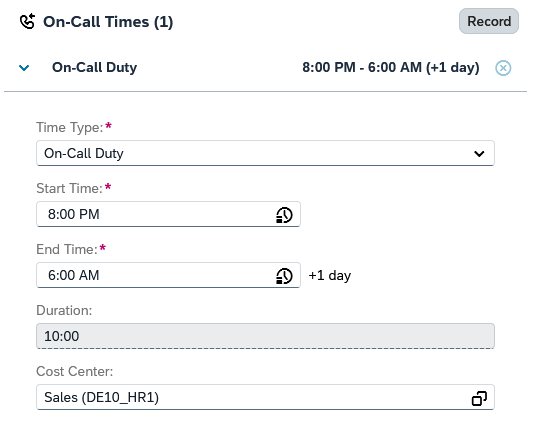 On-Call Times (1)
Record
On-Call Duty 8:00 PM - 6:00 AM (+1 day)
Time Type:*
On-Call Duty
Start Time:*
8:00 PM
End Time:*
6:00 AM +1 day
Duration:
10:00
Cost Center:
Sales (DE10_HR1)